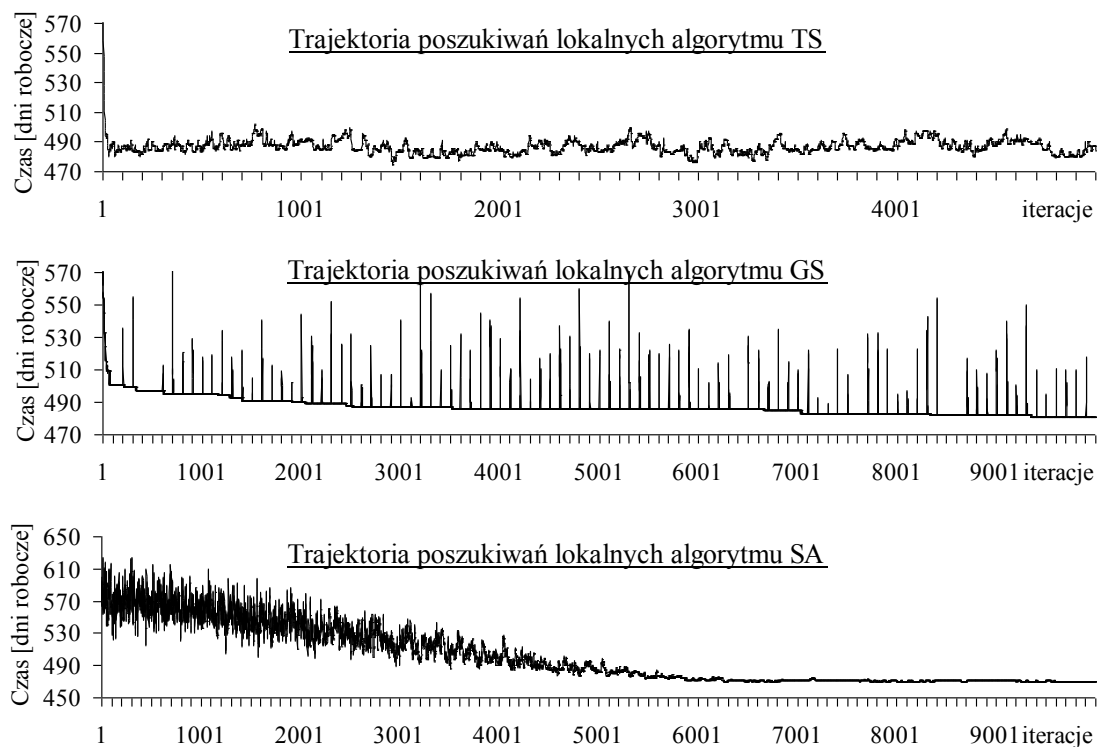 Trajektoria poszukiwań lokalnych algorytmu TS
Czas [dni robocze]
570
550
530
510
490
470
1 1001 2001 3001 4001 iteracje
Trajektoria poszukiwań lokalnych algorytmu GS
Czas [dni robocze]
570
550
530
510
490
470
1 1001 2001 3001 4001 5001 6001 7001 8001 9001 iteracje
Trajektoria poszukiwań lokalnych algorytmu SA
Czas [dni robocze]
650
610
570
530
490
450
1 1001 2001 3001 4001 5001 6001 7001 8001 9001 iteracje